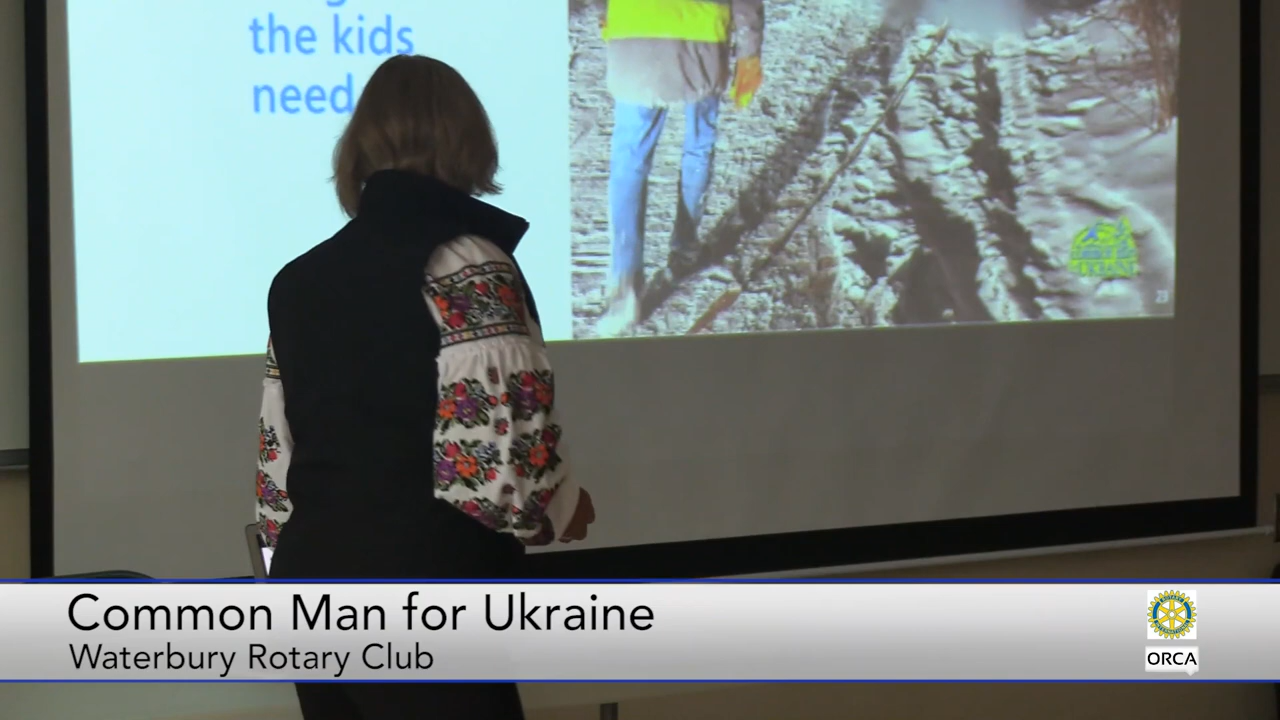 the kids
need
Common Man for Ukraine
Waterbury Rotary Club
ORCA